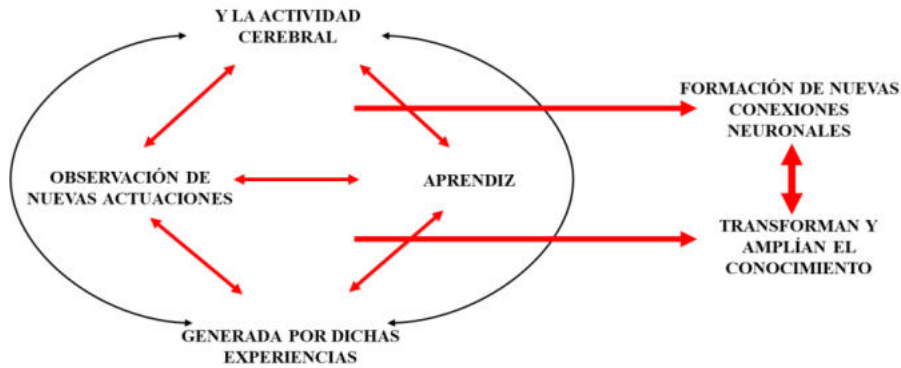 Y LA ACTIVIDAD
CEREBRAL
FORMACIÓN DE NUEVAS
CONEXIONES
NEURONALES
OBSERVACIÓN DE
NUEVAS ACTUACIONES
APRENDIZ
TRANSFORMAN Y
AMPLÍAN EL
CONOCIMIENTO
GENERADA POR DICHAS
EXPERIENCIAS